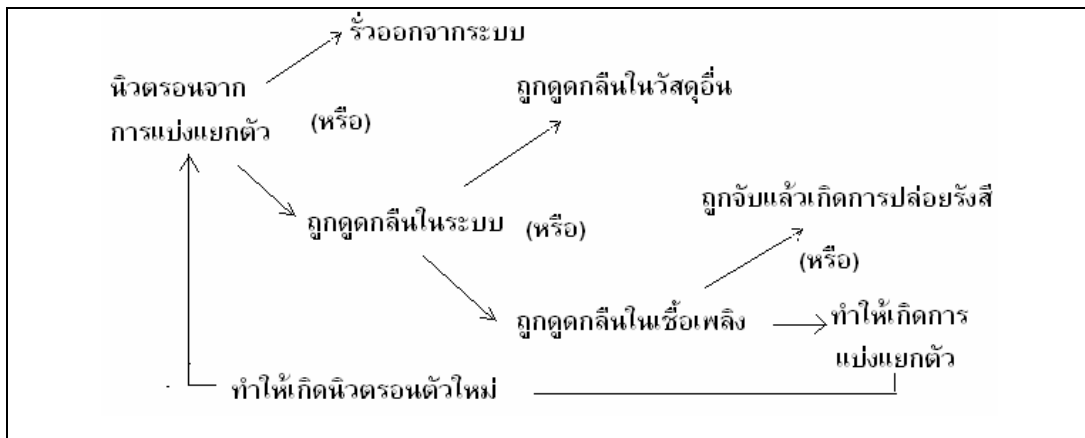 รั่วออกจากระบบ
นิวตรอนจาก
การแบ่งแยกตัว
(หรือ)
ถูกดูดกลืนในวัสดุอื่น
ถูกดูดกลืนในระบบ
(หรือ)
ถูกจับแล้วเกิดการปล่อยรังสี
(หรือ)
ถูกดูดกลืนในเชื้อเพลิง
ทำให้เกิดการ
แบ่งแยกตัว
ทำให้เกิดนิวตรอนตัวใหม่